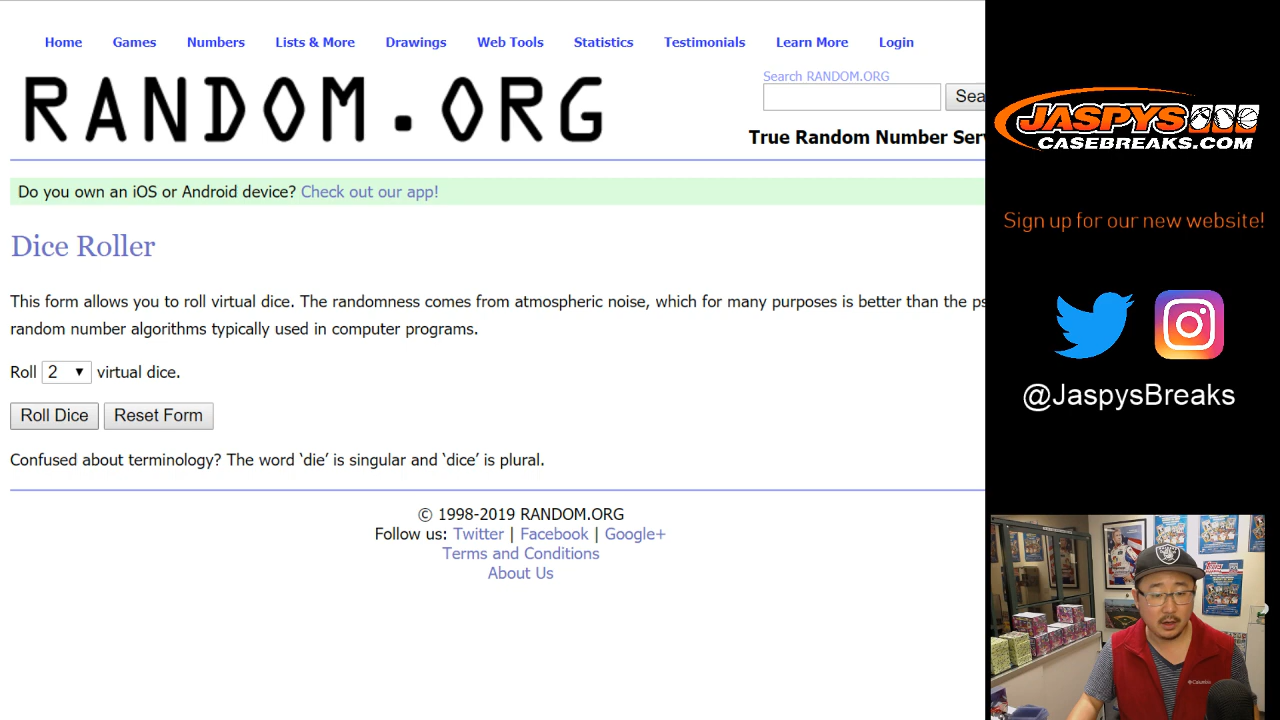 Home Games Numbers Lists & More Drawings Web Tools Statistics Testimonials Learn More Login
RANDOM.ORG
Search RANDOM.ORG
Sea
True Random Number Ser
Do you own an iOS or Android device? Check out our app!
Dice Roller
This form allows you to roll virtual dice. The randomness comes from atmospheric noise, which for many purposes is better than the ps
random number algorithms typically used in computer programs.
Roll 2 virtual dice.
Roll Dice Reset Form
Confused about terminology? The word ‘die’ is singular and ‘dice’ is plural.
© 1998-2019 RANDOM.ORG
Follow us: Twitter | Facebook | Google+
Terms and Conditions
About Us
JASPYS
CASEBREAKS.COM
Sign up for our new website!
@JaspysBreaks
Columbia